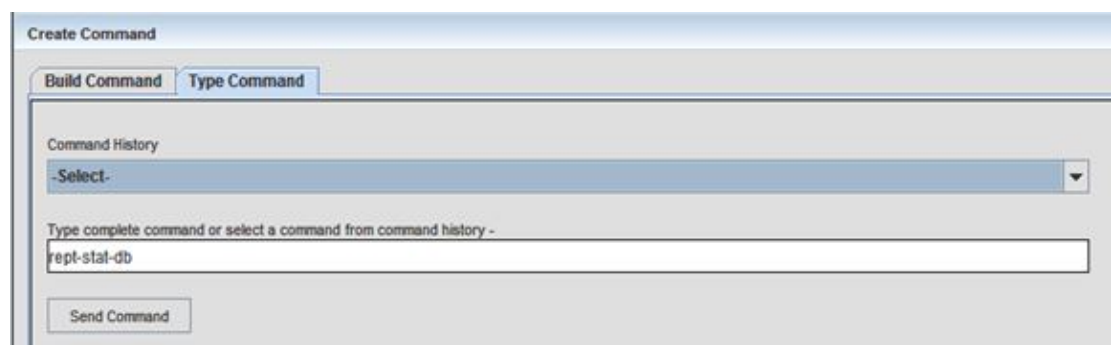 Create Command
Build Command Type Command
Command History
-Select-
Type complete command or select a command from command history -
rept-stat-db
Send Command